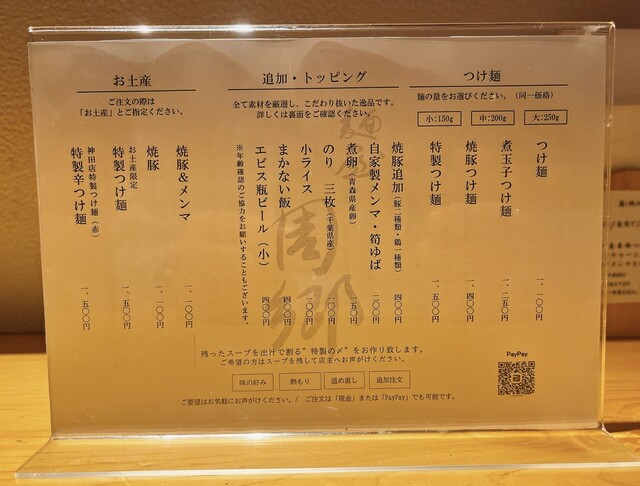 つけ麺
麺の量をお選びください。(同一価格)
小:150g
中:200g
大:250g
つけ麺 一、一〇〇円
煮玉子つけ麺 一、二五〇円
焼豚つけ麺 一、四〇〇円
特製つけ麺 一、五〇〇円
追加・トッピング
全て素材を厳選し、こだわり抜いた逸品です。
詳しくは裏面をご確認ください。
焼豚追加(豚二種類・鶏一種類) 四〇〇円
自家製メンマ・筍ゆば 二〇〇円
煮卵(青森県産卵) 一五〇円
のり 三枚(千葉県産) 一〇〇円
小ライス 一〇〇円
まかない飯 四〇〇円
ヱビス瓶ビール(小) 四〇〇円
※年齢確認のご協力をお願いすることもございます。
お土産
ご注文の際は
「お土産」とご指定ください。
焼豚&メンマ 一、一〇〇円
焼豚 一、一〇〇円
お土産限定
特製つけ麺 一、五〇〇円
神田店特製つけ麺(赤)
特製辛つけ麺 一、五〇〇円
周郷
残ったスープを出汁で割る"特製の〆"をお作り致します。
ご希望の方はスープを残して店主へお声がけください。
味の好み
熱もり
温め直し
追加注文
ご要望はお気軽にお声がけください。/ ご注文は「現金」または「PayPay」でも可能です。
PayPay